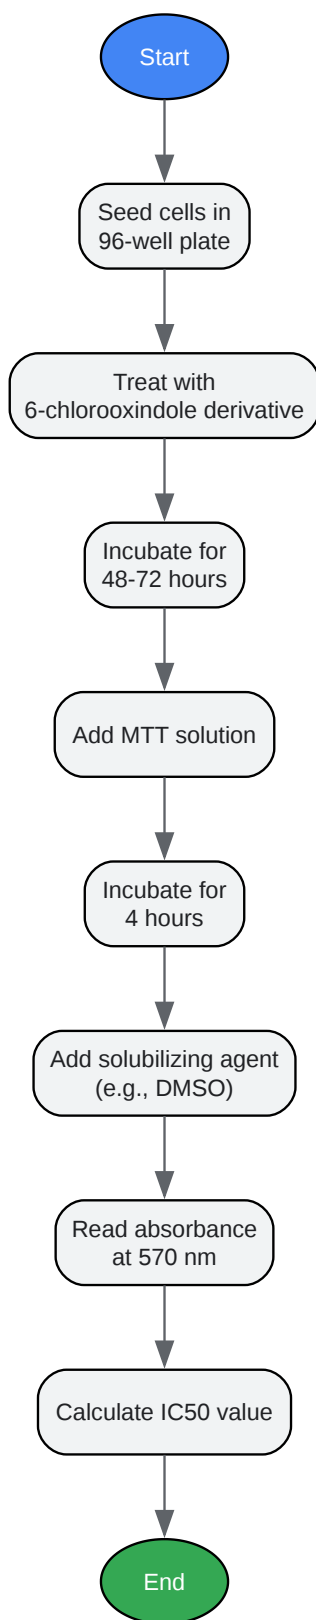 Start
Seed cells in
96-well plate
Treat with
6-chlorooxindole derivative
Incubate for
48-72 hours
Add MTT solution
Incubate for
4 hours
Add solubilizing agent
(e.g., DMSO)
Read absorbance
at 570 nm
Calculate IC50 value
End